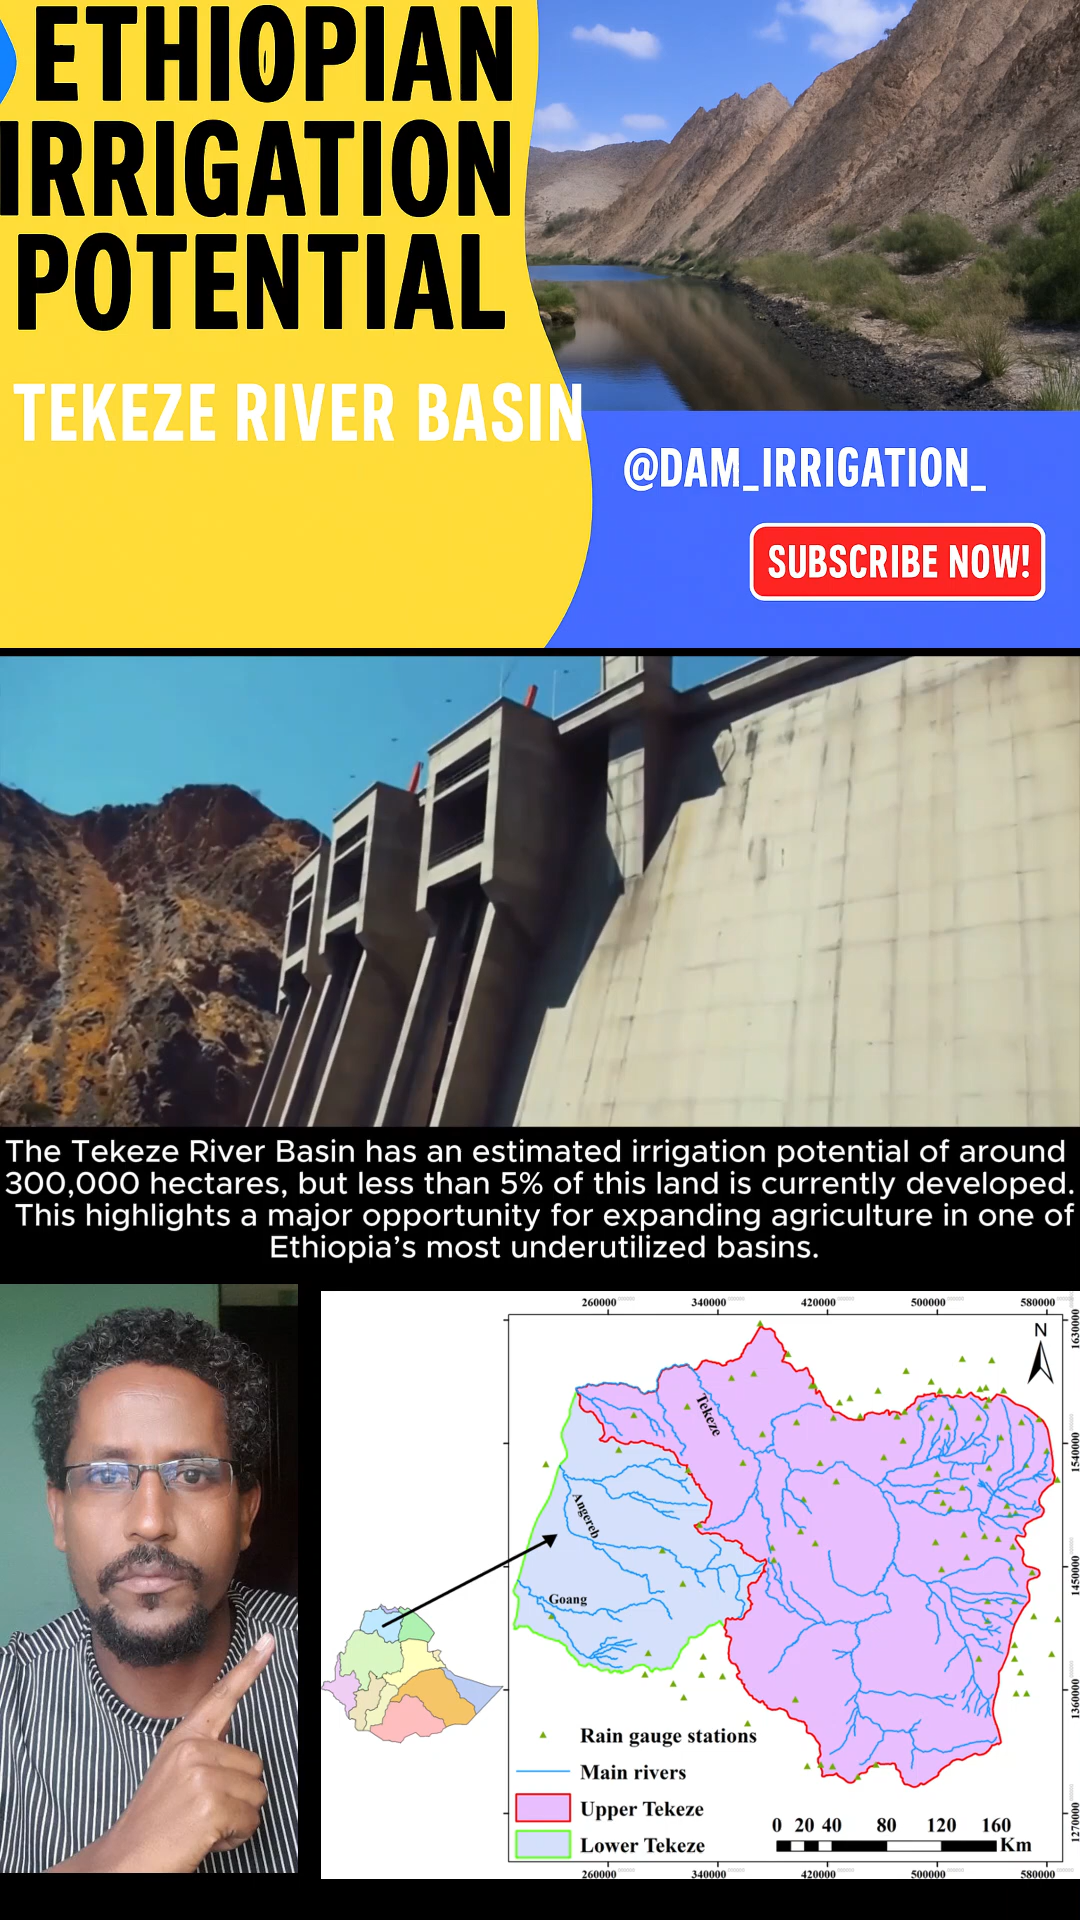 ETHIOPIAN
IRRIGATION
POTENTIAL
TEKEZE RIVER BASIN
@DAM_IRRIGATION_
SUBSCRIBE NOW!
The Tekeze River Basin has an estimated irrigation potential of around
300,000 hectares, but less than 5% of this land is currently developed.
This highlights a major opportunity for expanding agriculture in one of
Ethiopia's most underutilized basins.
260000 340000 420000 500000 580000
N
1630000
Tekeze
1540000
Angereb
1450000
Goang
1360000
Rain gauge stations
Main rivers
Upper Tekeze
Lower Tekeze
0 20 40 80 120 160
Km
1270000
260000 340000 420000 500000 580000